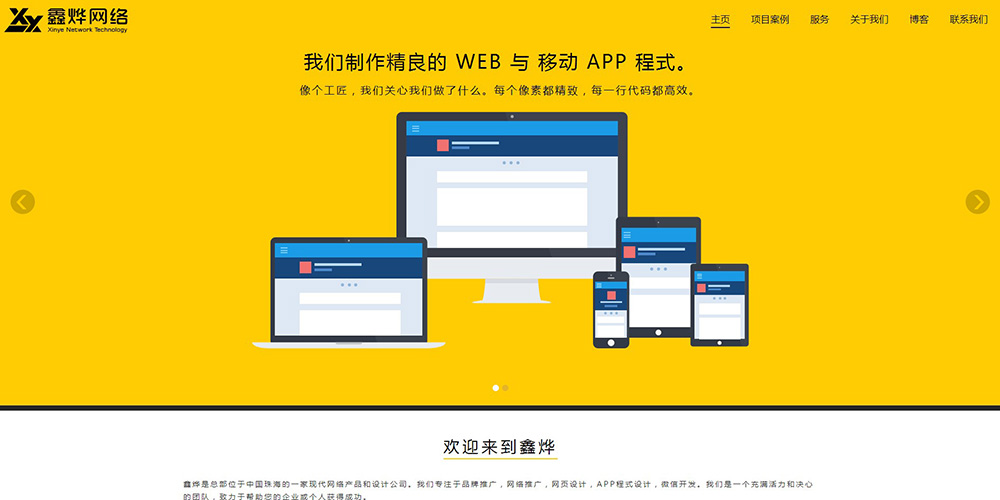 鑫烨网络
Xinye Network Technology
主页 项目案例 服务 关于我们 博客 联系我们
我们制作精良的 WEB 与 移动 APP 程式。
像个工匠，我们关心我们做了什么。每个像素都精致，每一行代码都高效。
欢迎来到鑫烨
鑫烨是总部位于中国珠海的一家现代网络产品和设计公司。我们专注于品牌推广，网络推广，网页设计，APP程式设计，微信开发。我们是一个充满活力和决心
的团队，致力于帮助您的企业或个人获得成功。